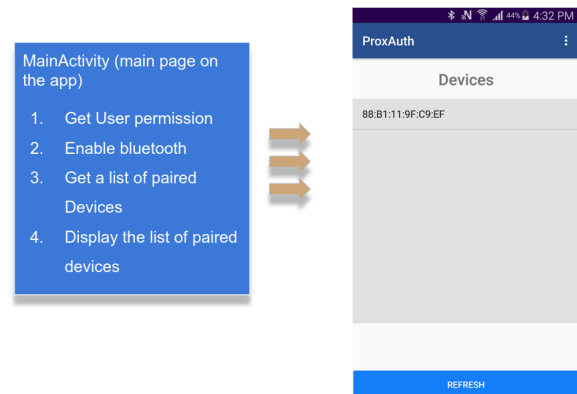 MainActivity (main page on
the app)
1. Get User permission
2. Enable bluetooth
3. Get a list of paired
Devices
4. Display the list of paired
devices
44% 4:32 PM
ProxAuth
Devices
88:B1:11:9F:C9:EF
REFRESH